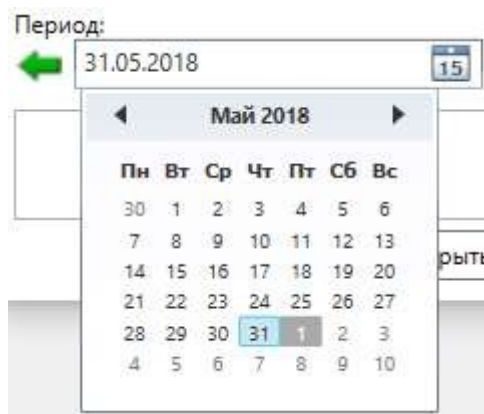 Период:
31.05.2018 15
Май 2018
Пн Вт Ср Чт Пт Сб Вс
30 1 2 3 4 5 6
7 8 9 10 11 12 13
14 15 16 17 18 19 20
21 22 23 24 25 26 27
28 29 30 31 1 2 3
4 5 6 7 8 9 10
рыть